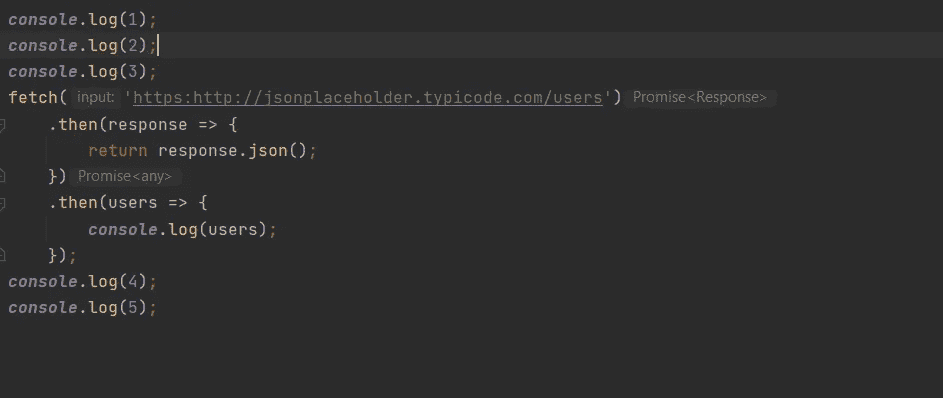 console.log(1);
console.log(2);
console.log(3);
fetch( input: 'https:http://jsonplaceholder.typicode.com/users') Promise<Response>
    .then(response => {
        return response.json();
    }) Promise<any>
    .then(users => {
        console.log(users);
    });
console.log(4);
console.log(5);